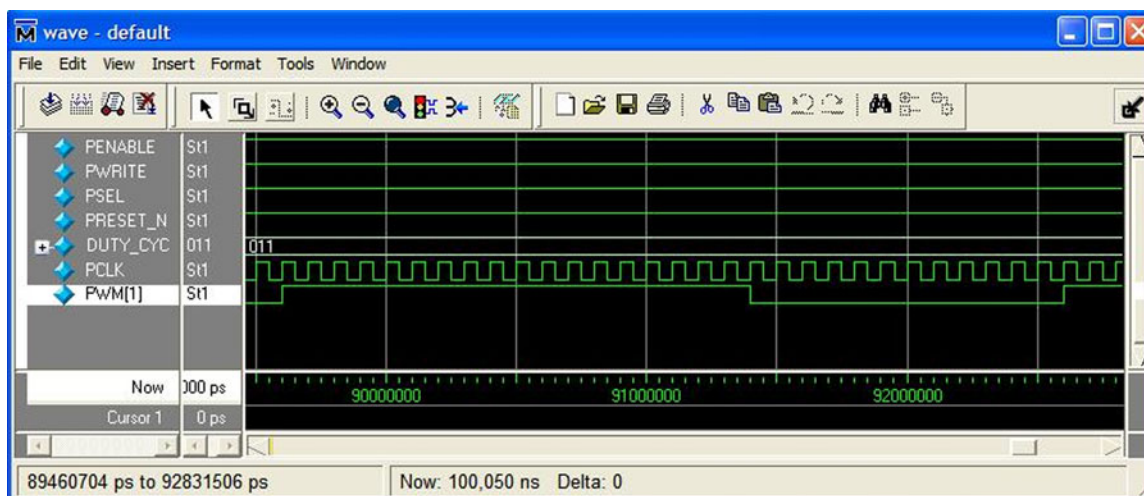 wave - default
File Edit View Insert Format Tools Window
PENABLE St1
PWRITE St1
PSEL St1
PRESET_N St1
DUTY_CYC 011 011
PCLK St1
PWM[1] St1
Now 000 ps 90000000 91000000 92000000
Cursor 1 0 ps
89460704 ps to 92831506 ps Now: 100,050 ns Delta: 0